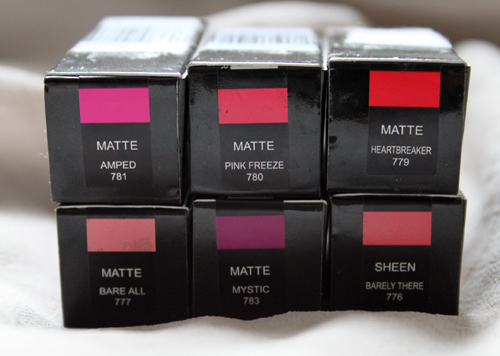 MATTE
AMPED
781
MATTE
PINK FREEZE
780
MATTE
HEARTBREAKER
779
MATTE
BARE ALL
777
MATTE
MYSTIC
783
SHEEN
BARELY THERE
776